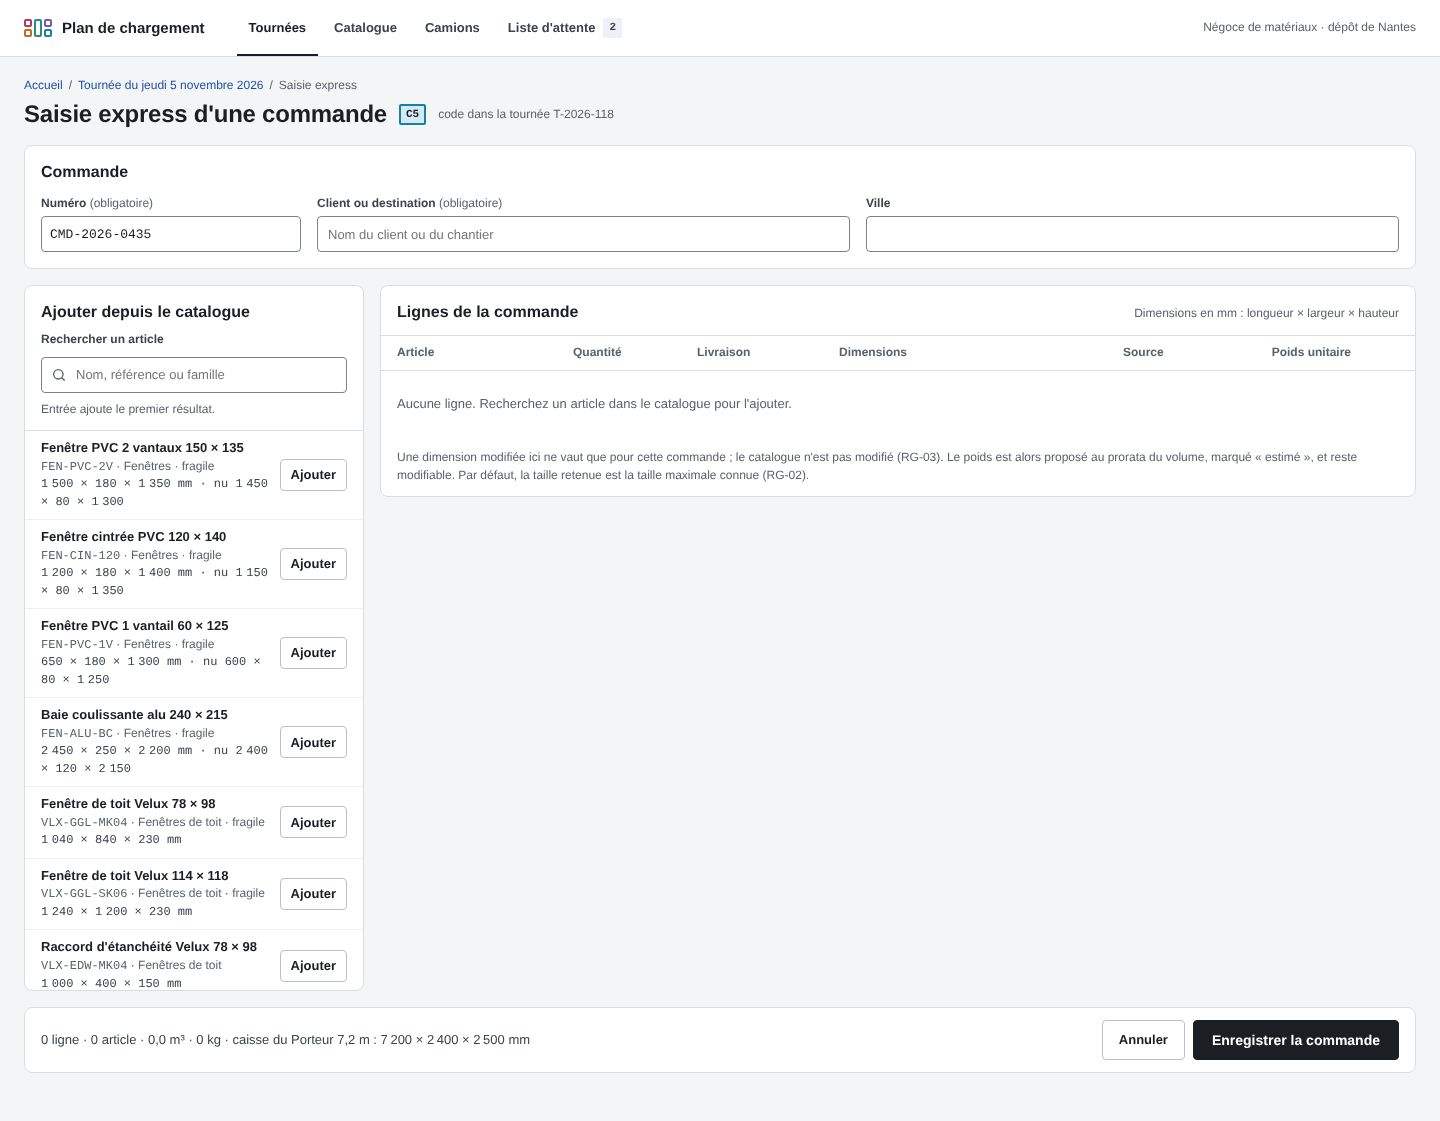 Plan de chargement
Tournées
Catalogue
Camions
Liste d'attente 2
Négoce de matériaux · dépôt de Nantes
Accueil / Tournée du jeudi 5 novembre 2026 / Saisie express
Saisie express d'une commande C5 code dans la tournée T-2026-118
Commande
Numéro (obligatoire)
CMD-2026-0435
Client ou destination (obligatoire)
Nom du client ou du chantier
Ville
Ajouter depuis le catalogue
Rechercher un article
Nom, référence ou famille
Entrée ajoute le premier résultat.
Fenêtre PVC 2 vantaux 150 × 135
FEN-PVC-2V · Fenêtres · fragile
1 500 × 180 × 1 350 mm · nu 1 450
× 80 × 1 300
Ajouter
Fenêtre cintrée PVC 120 × 140
FEN-CIN-120 · Fenêtres · fragile
1 200 × 180 × 1 400 mm · nu 1 150
× 80 × 1 350
Ajouter
Fenêtre PVC 1 vantail 60 × 125
FEN-PVC-1V · Fenêtres · fragile
650 × 180 × 1 300 mm · nu 600 ×
80 × 1 250
Ajouter
Baie coulissante alu 240 × 215
FEN-ALU-BC · Fenêtres · fragile
2 450 × 250 × 2 200 mm · nu 2 400
× 120 × 2 150
Ajouter
Fenêtre de toit Velux 78 × 98
VLX-GGL-MK04 · Fenêtres de toit · fragile
1 040 × 840 × 230 mm
Ajouter
Fenêtre de toit Velux 114 × 118
VLX-GGL-SK06 · Fenêtres de toit · fragile
1 240 × 1 200 × 230 mm
Ajouter
Raccord d'étanchéité Velux 78 × 98
VLX-EDW-MK04 · Fenêtres de toit
1 000 × 400 × 150 mm
Ajouter
Lignes de la commande
Dimensions en mm : longueur × largeur × hauteur
Article Quantité Livraison Dimensions Source Poids unitaire
Aucune ligne. Recherchez un article dans le catalogue pour l'ajouter.
Une dimension modifiée ici ne vaut que pour cette commande ; le catalogue n'est pas modifié (RG-03). Le poids est alors proposé au prorata du volume, marqué « estimé », et reste
modifiable. Par défaut, la taille retenue est la taille maximale connue (RG-02).
0 ligne · 0 article · 0,0 m³ · 0 kg · caisse du Porteur 7,2 m : 7 200 × 2 400 × 2 500 mm
Annuler
Enregistrer la commande